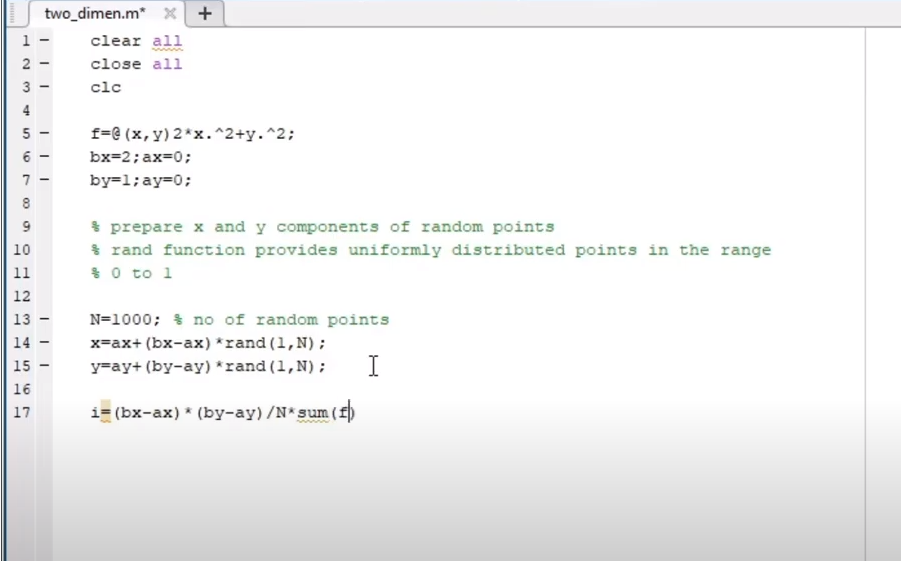 two_dimen.m* × +
1 - clear all
2 - close all
3 - clc
4
5 - f=@(x,y)2*x.^2+y.^2;
6 - bx=2;ax=0;
7 - by=1;ay=0;
8
9 % prepare x and y components of random points
10 % rand function provides uniformly distributed points in the range
11 % 0 to 1
12
13 - N=1000; % no of random points
14 - x=ax+(bx-ax)*rand(1,N);
15 - y=ay+(by-ay)*rand(1,N);
16
17 i=(bx-ax)*(by-ay)/N*sum(f)